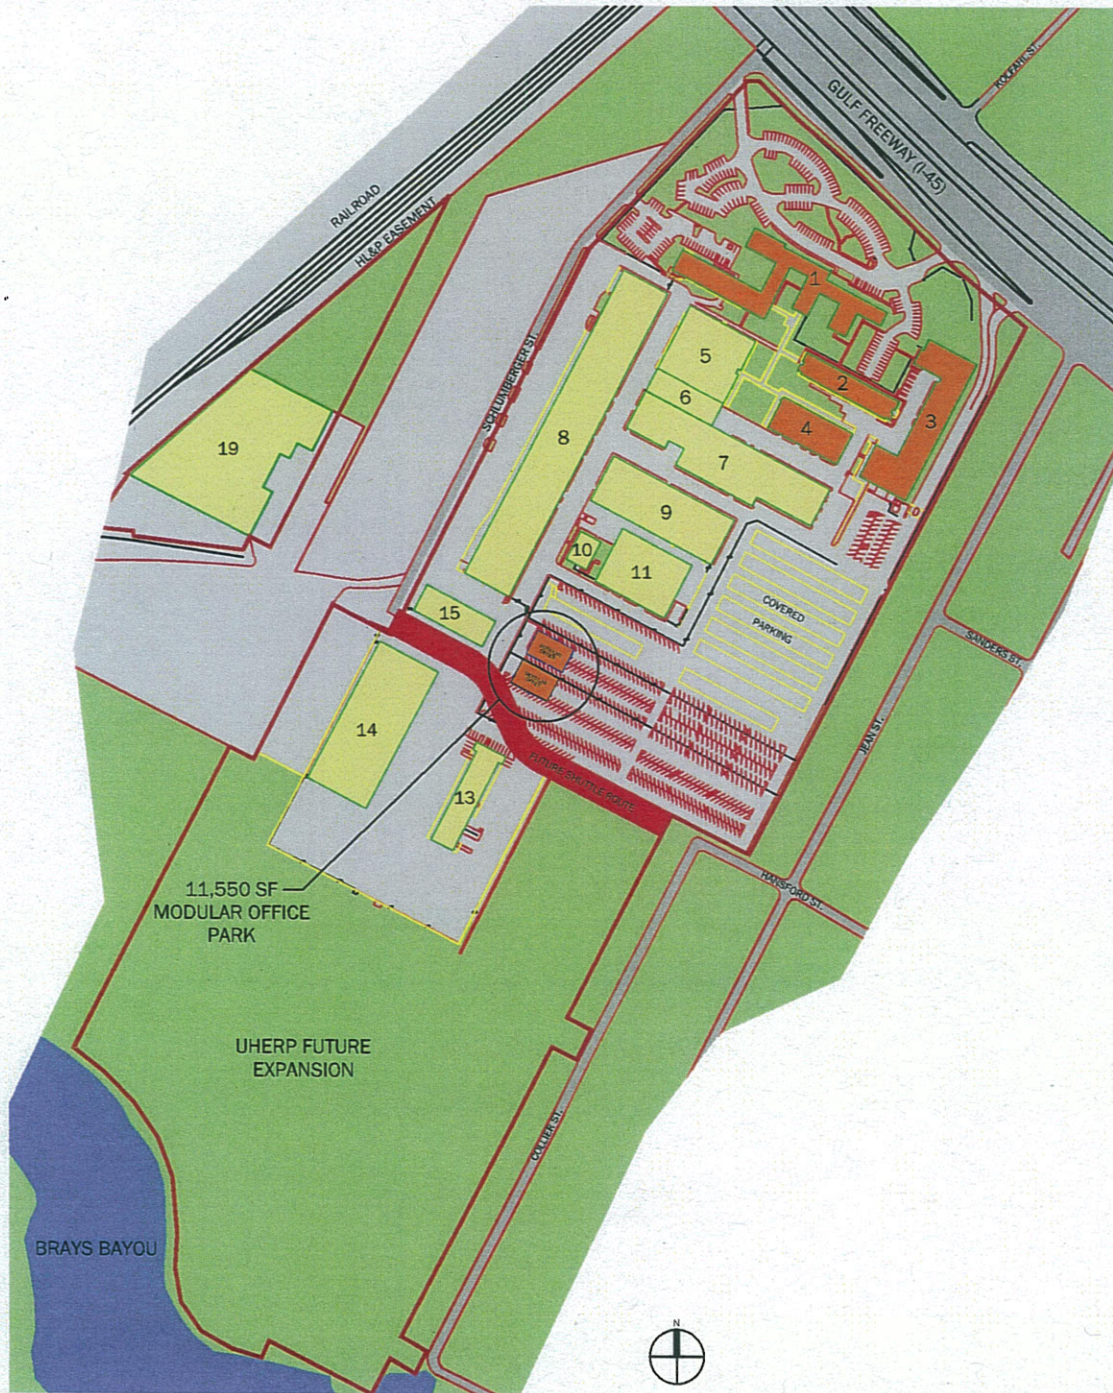 KOLFAHL ST.
GULF FREEWAY (I-45)
RAILROAD
HL&P EASEMENT
SCHLUMBERGER ST.
1
2
3
4
5
6
7
8
9
10
11
19
15
14
13
COVERED
PARKING
SANDERS ST.
JEAN ST.
FUTURE SHUTTLE ROUTE
HANSFORD ST.
11,550 SF
MODULAR OFFICE
PARK
UHERP FUTURE
EXPANSION
COLLIER ST.
BRAYS BAYOU
N